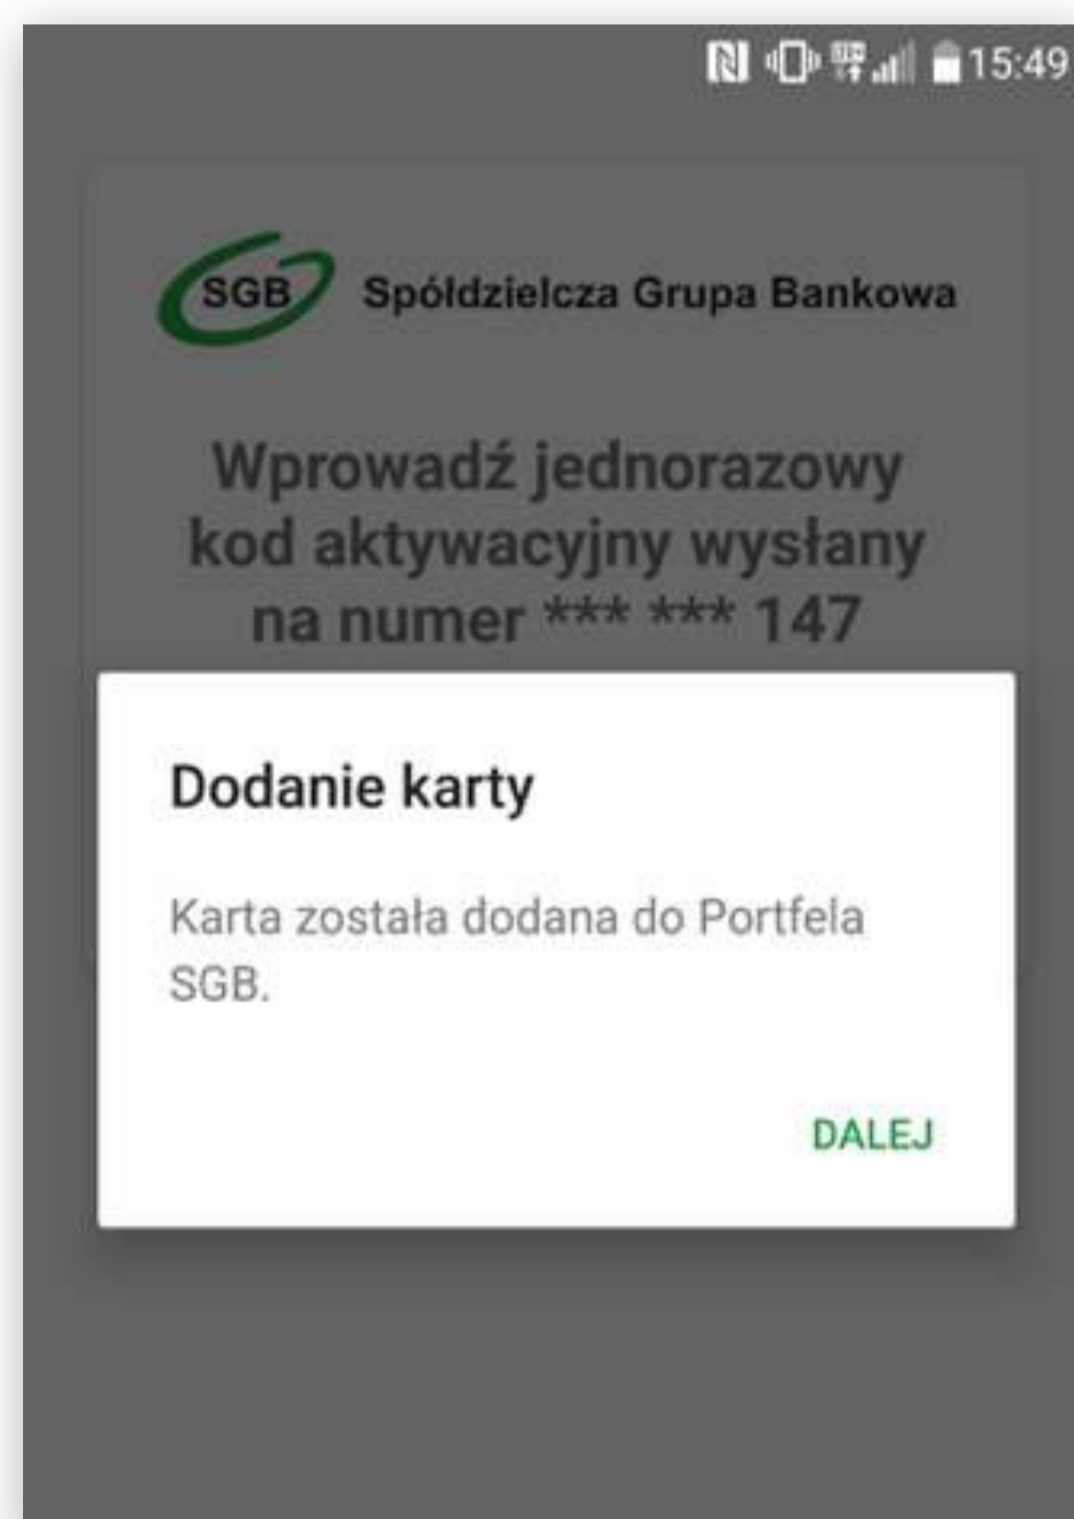 15:49
SGB Spółdzielcza Grupa Bankowa
Wprowadź jednorazowy
kod aktywacyjny wysłany
na numer *** *** 147
Dodanie karty
Karta została dodana do Portfela
SGB.
DALEJ